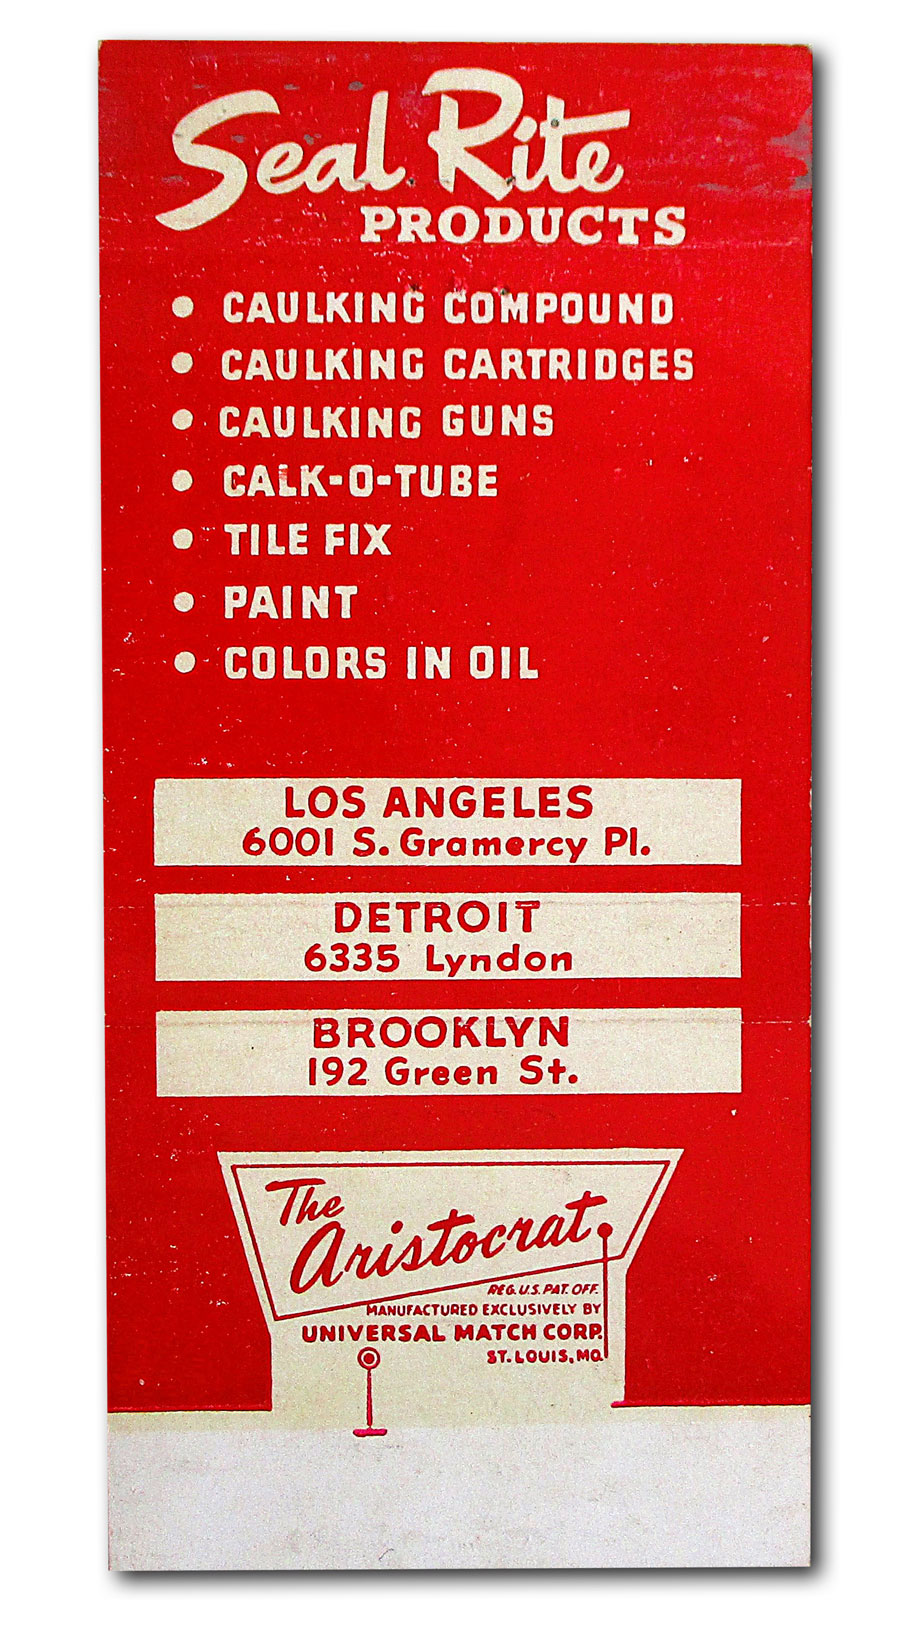 Seal Rite
PRODUCTS
• CAULKING COMPOUND
• CAULKING CARTRIDGES
• CAULKING GUNS
• CALK-O-TUBE
• TILE FIX
• PAINT
• COLORS IN OIL
LOS ANGELES
6001 S. Gramercy Pl.
DETROIT
6335 Lyndon
BROOKLYN
192 Green St.
The
Aristocrat
REG. U.S. PAT. OFF.
MANUFACTURED EXCLUSIVELY BY
UNIVERSAL MATCH CORP.
ST. LOUIS, MO.